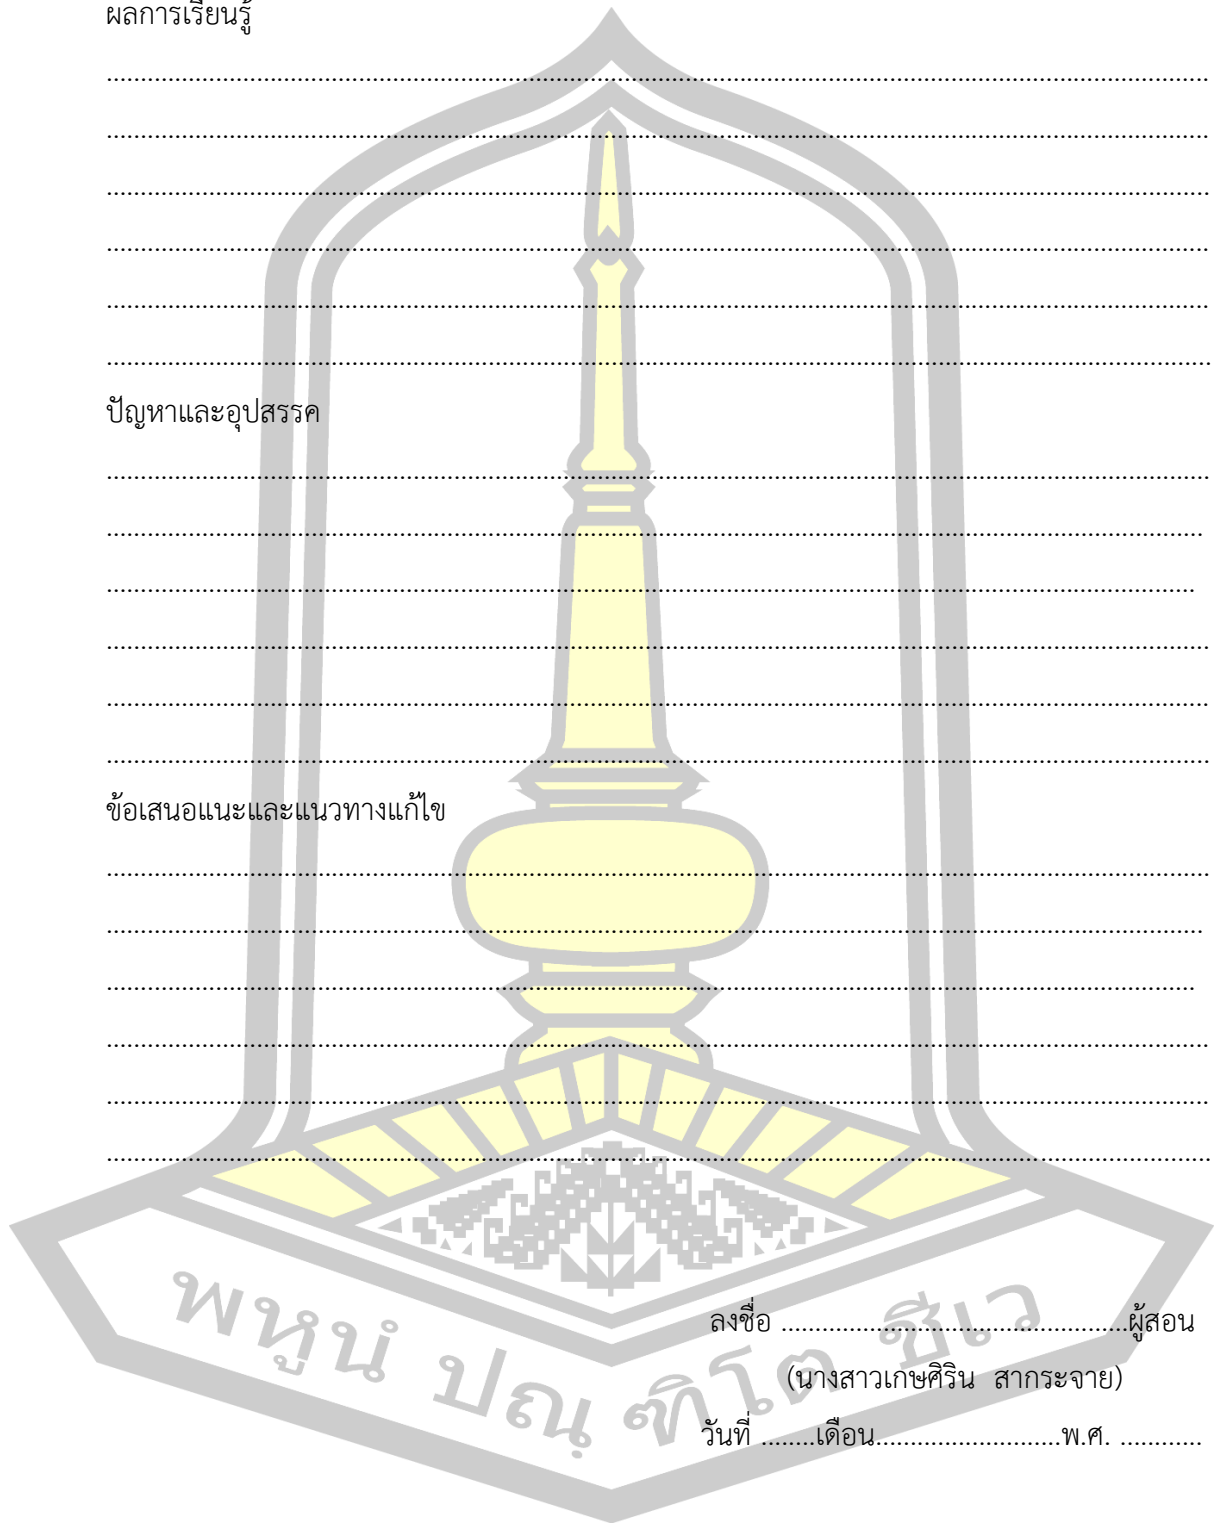 ผลการเรียนรู้
................................................................................................................................................................
................................................................................................................................................................
................................................................................................................................................................
................................................................................................................................................................
................................................................................................................................................................
................................................................................................................................................................
ปัญหาและอุปสรรค
................................................................................................................................................................
...............................................................................................................................................................
..............................................................................................................................................................
................................................................................................................................................................
................................................................................................................................................................
................................................................................................................................................................
ข้อเสนอแนะและแนวทางแก้ไข
................................................................................................................................................................
...............................................................................................................................................................
..............................................................................................................................................................
................................................................................................................................................................
................................................................................................................................................................
................................................................................................................................................................
ลงชื่อ ..................................................ผู้สอน
(นางสาวเกษศิริน สากระจาย)
วันที่ ........เดือน...........................พ.ศ. ............
พหูนํ ปณฺฑิโต ชีเว